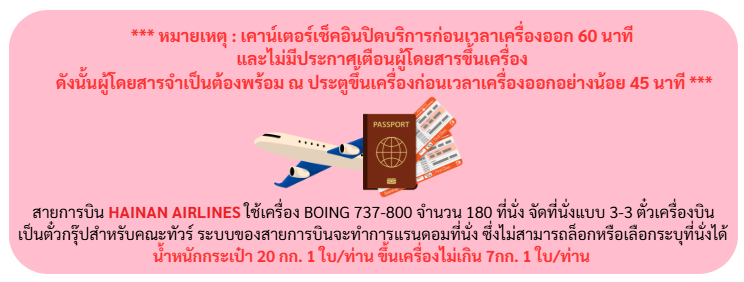 *** หมายเหตุ : เคาน์เตอร์เช็คอินปิดบริการก่อนเวลาเครื่องออก 60 นาที
และไม่มีประกาศเตือนผู้โดยสารขึ้นเครื่อง
ดังนั้นผู้โดยสารจำเป็นต้องพร้อม ณ ประตูขึ้นเครื่องก่อนเวลาเครื่องออกอย่างน้อย 45 นาที ***
PASSPORT
สายการบิน HAINAN AIRLINES ใช้เครื่อง BOING 737-800 จำนวน 180 ที่นั่ง จัดที่นั่งแบบ 3-3 ตั๋วเครื่องบิน
เป็นตั๋วกรุ๊ปสำหรับคณะทัวร์ ระบบของสายการบินจะทำการแรนดอมที่นั่ง ซึ่งไม่สามารถล็อกหรือเลือกระบุที่นั่งได้
น้ำหนักกระเป๋า 20 กก. 1 ใบ/ท่าน ขึ้นเครื่องไม่เกิน 7กก. 1 ใบ/ท่าน